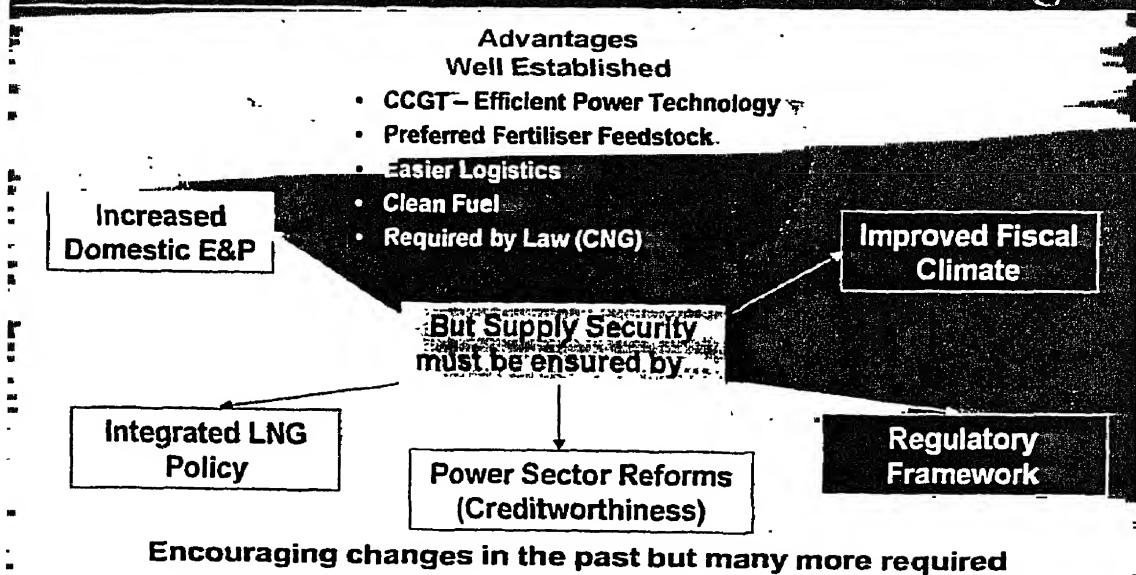 Advantages
Well Established
• CCGT – Efficient Power Technology
• Preferred Fertiliser Feedstock
• Easier Logistics
• Clean Fuel
• Required by Law (CNG)
Increased
Domestic E&P
Improved Fiscal
Climate
But Supply Security
must be ensured by...
Integrated LNG
Policy
Power Sector Reforms
(Creditworthiness)
Regulatory
Framework
Encouraging changes in the past but many more required